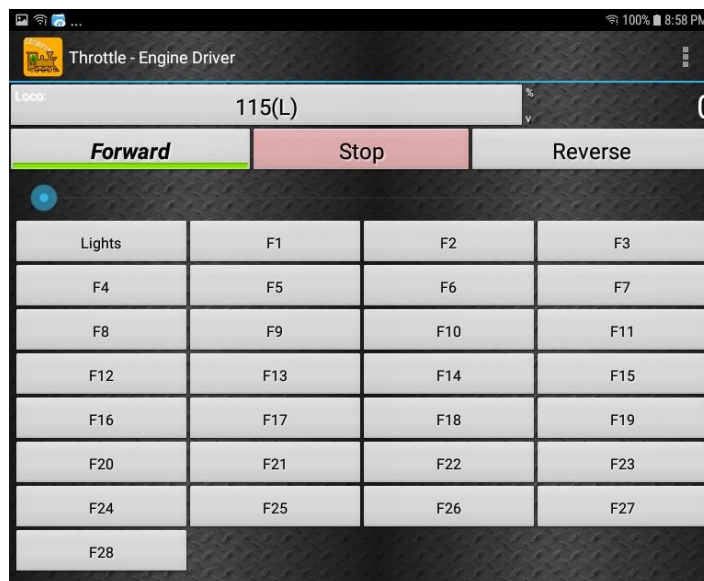 ... 100% 8:58 PM
Throttle - Engine Driver
Loco: 115(L) % v 0
Forward Stop Reverse
Lights F1 F2 F3
F4 F5 F6 F7
F8 F9 F10 F11
F12 F13 F14 F15
F16 F17 F18 F19
F20 F21 F22 F23
F24 F25 F26 F27
F28